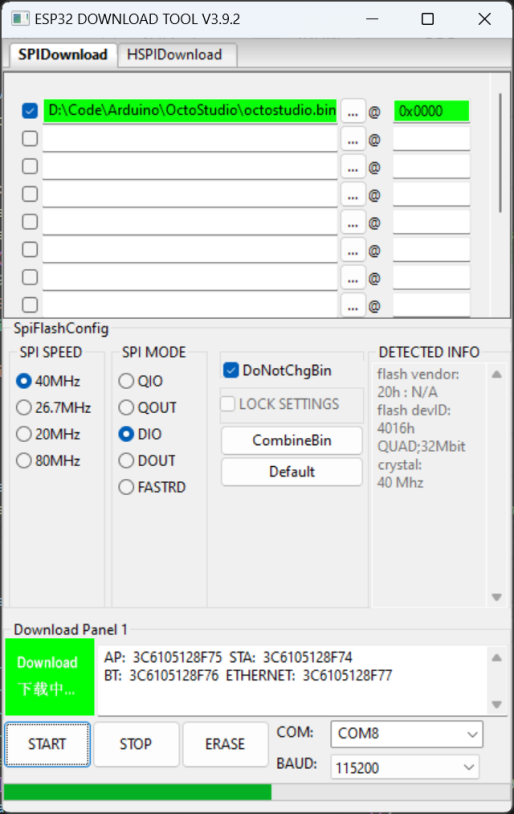 ESP32 DOWNLOAD TOOL V3.9.2
SPIDownload HSPIDownload
D:\Code\Arduino\OctoStudio\octostudio.bin ... @ 0x0000
... @
... @
... @
... @
... @
... @
... @
SpiFlashConfig
SPI SPEED
40MHz
26.7MHz
20MHz
80MHz
SPI MODE
QIO
QOUT
DIO
DOUT
FASTRD
DoNotChgBin
LOCK SETTINGS
CombineBin
Default
DETECTED INFO
flash vendor:
20h : N/A
flash devID:
4016h
QUAD;32Mbit
crystal:
40 Mhz
Download Panel 1
Download
下载中...
AP: 3C6105128F75 STA: 3C6105128F74
BT: 3C6105128F76 ETHERNET: 3C6105128F77
START STOP ERASE
COM: COM8
BAUD: 115200